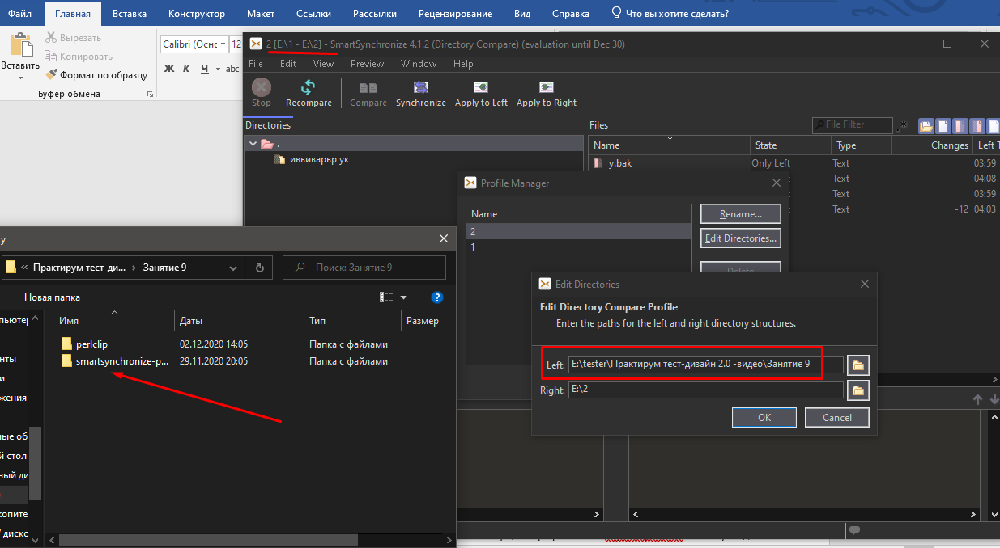 Файл Главная Вставка Конструктор Макет Ссылки Рассылки Рецензирование Вид Справка Что вы хотите сделать?
Вставить
Вырезать
Копировать
Формат по образцу
Буфер обмена
Calibri (Оснс 12
Ж К Ч abc
2 [E:\1 - E:\2] - SmartSynchronize 4.1.2 (Directory Compare) (evaluation until Dec 30)
File Edit View Preview Window Help
Stop Recompare Compare Synchronize Apply to Left Apply to Right
Directories
.
иввиварвр ук
Files File Filter
Name State Type Changes Left T
y.bak Only Left Text 03:59
Text 04:08
Text 03:59
Text -12 04:03
Profile Manager
Name
2
1
Rename...
Edit Directories...
Delete
Edit Directories
Edit Directory Compare Profile
Enter the paths for the left and right directory structures.
Left: E:\tester\Практирум тест-дизайн 2.0 -видео\Занятие 9
Right: E:\2
OK Cancel
ry
« Практирум тест-ди... › Занятие 9
Поиск: Занятие 9
Новая папка
?
Имя Даты Тип Размер
perlclip 02.12.2020 14:05 Папка с файлами
smartsynchronize-p... 29.11.2020 20:05 Папка с файлами
пьютер
нты
и
жения
ные об
й стол
ный ди
копите
диско